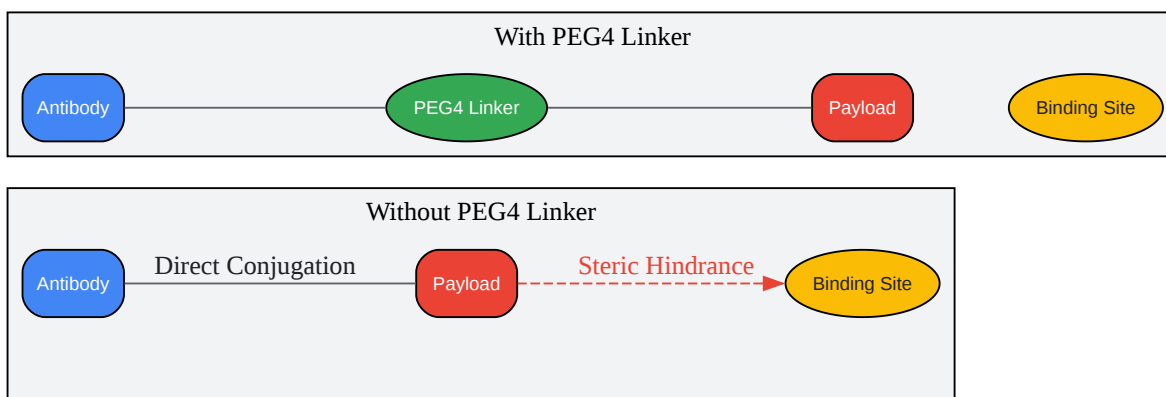 With PEG4 Linker
Antibody
PEG4 Linker
Payload
Binding Site
Without PEG4 Linker
Antibody
Direct Conjugation
Payload
Steric Hindrance
Binding Site